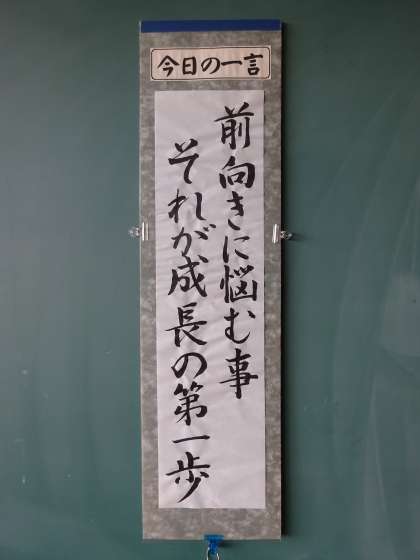 今日の一言
前向きに悩む事
それが成長の第一歩